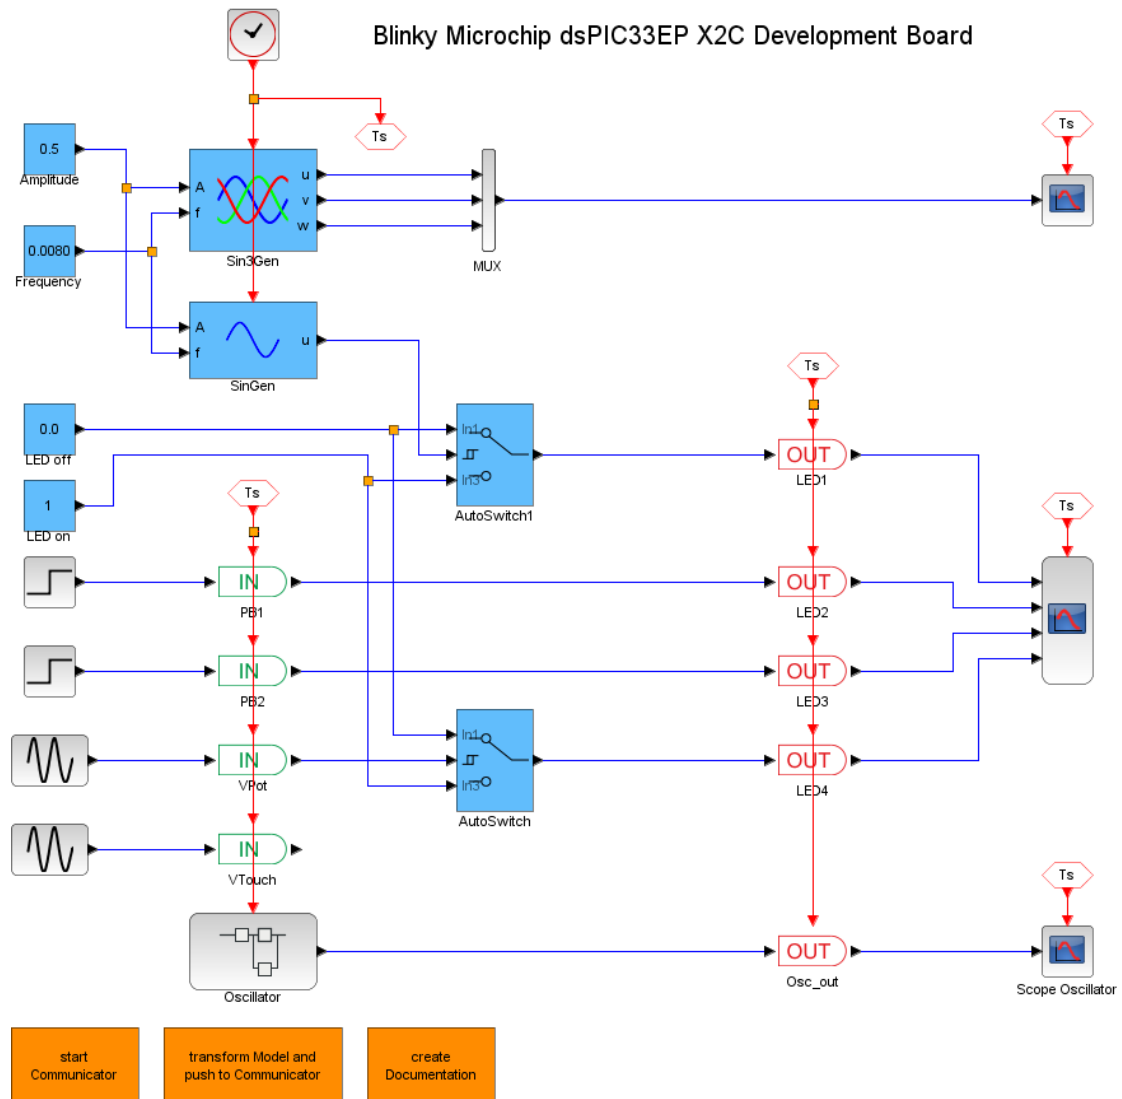 Blinky Microchip dsPIC33EP X2C Development Board
Ts
Ts
0.5
Amplitude
A
f
u
v
w
Sin3Gen
MUX
0.0080
Frequency
A
f
u
SinGen
Ts
0.0
LED off
In1
In3
AutoSwitch1
OUT
LED1
1
LED on
Ts
Ts
IN
PB1
OUT
LED2
IN
PB2
OUT
LED3
IN
VPot
In1
In3
AutoSwitch
OUT
LED4
IN
VTouch
Ts
Oscillator
OUT
Osc_out
Scope Oscillator
start
Communicator
transform Model and
push to Communicator
create
Documentation